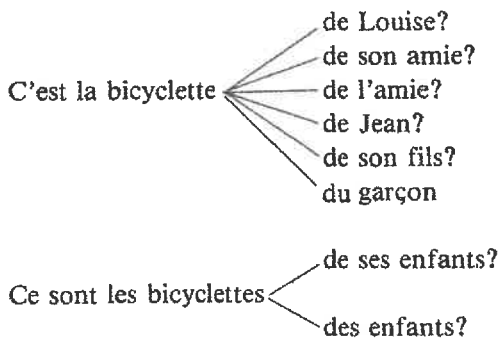 de Louise?
de son amie?
C'est la bicyclette de l'amie?
de Jean?
de son fils?
du garçon
de ses enfants?
Ce sont les bicyclettes
des enfants?